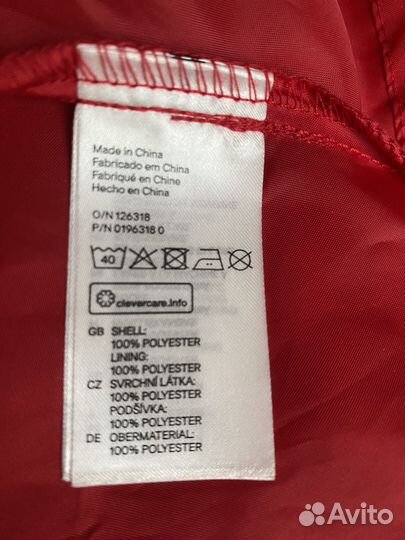 Made in China
Fabricado em China
Fabriqué en Chine
Hecho en China
O/N 126318
P/N 0196318 0
40
clevercare.info
GB SHELL:
100% POLYESTER
LINING:
100% POLYESTER
CZ SVRCHNÍ LÁTKA:
100% POLYESTER
PODŠÍVKA:
100% POLYESTER
DE OBERMATERIAL:
100% POLYESTER
Avito